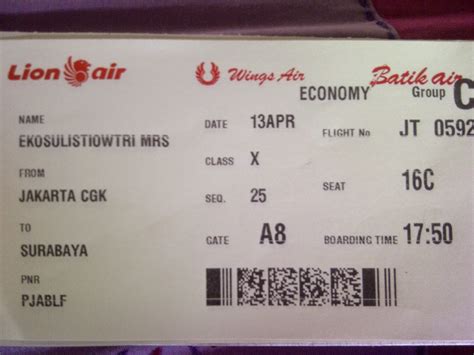 Lion air Wings Air Batik air
ECONOMY Group C
NAME DATE 13APR FLIGHT No JT 0592
EKOSULISTIOWTRI MRS
CLASS X
FROM
JAKARTA CGK SEQ. 25 SEAT 16C
TO
SURABAYA GATE A8 BOARDING TIME 17:50
PNR
PJABLF